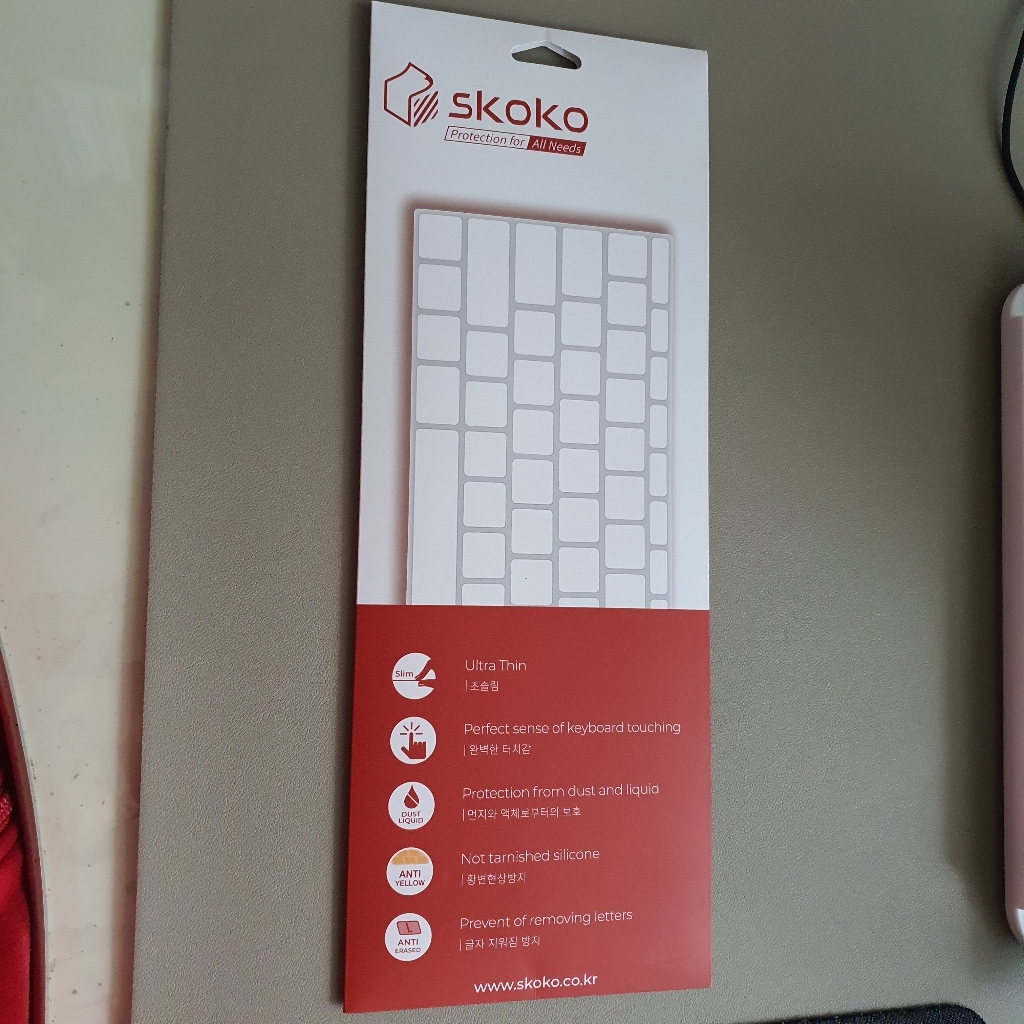 SKOKO
Protection for All Needs
Slim
Ultra Thin
| 초슬림
Perfect sense of keyboard touching
| 완벽한 터치감
DUST
LIQUID
Protection from dust and liquid
| 먼지와 액체로부터의 보호
ANTI
YELLOW
Not tarnished silicone
| 황변현상방지
ANTI
ERASED
Prevent of removing letters
| 글자 지워짐 방지
www.skoko.co.kr